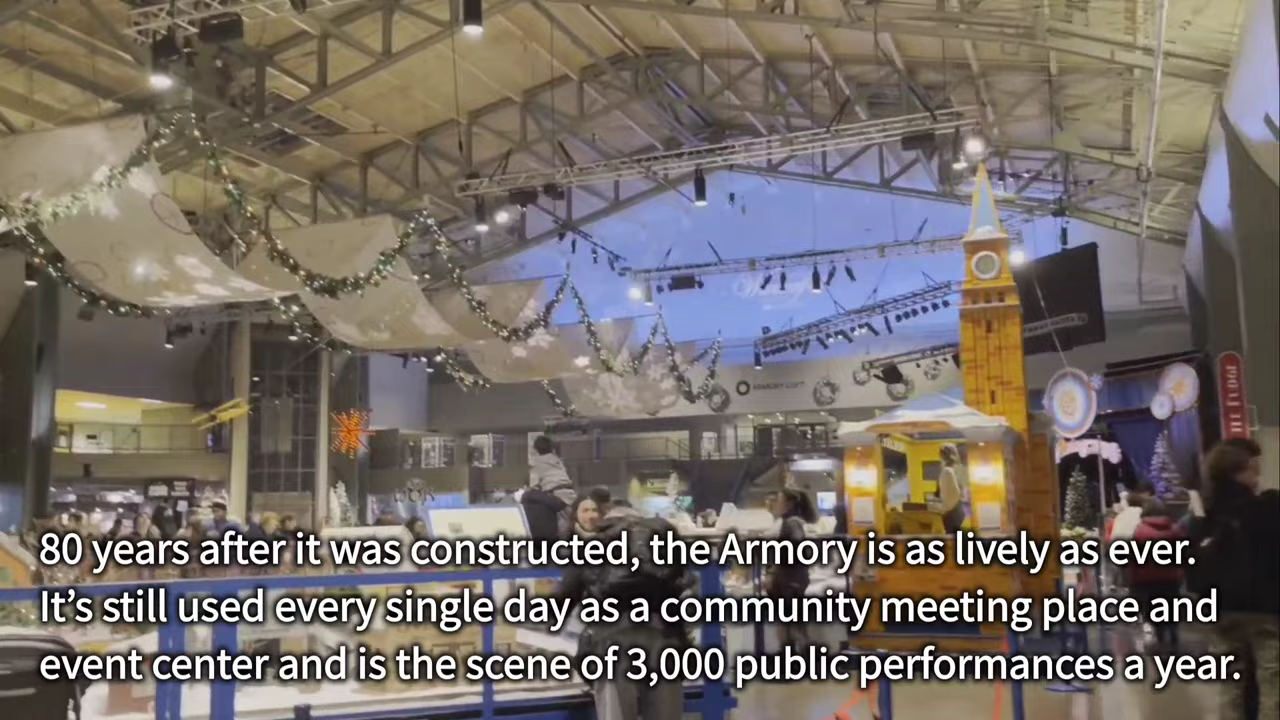 ARMORY LOFT
THE FUDGE
80 years after it was constructed, the Armory is as lively as ever.
It’s still used every single day as a community meeting place and
event center and is the scene of 3,000 public performances a year.